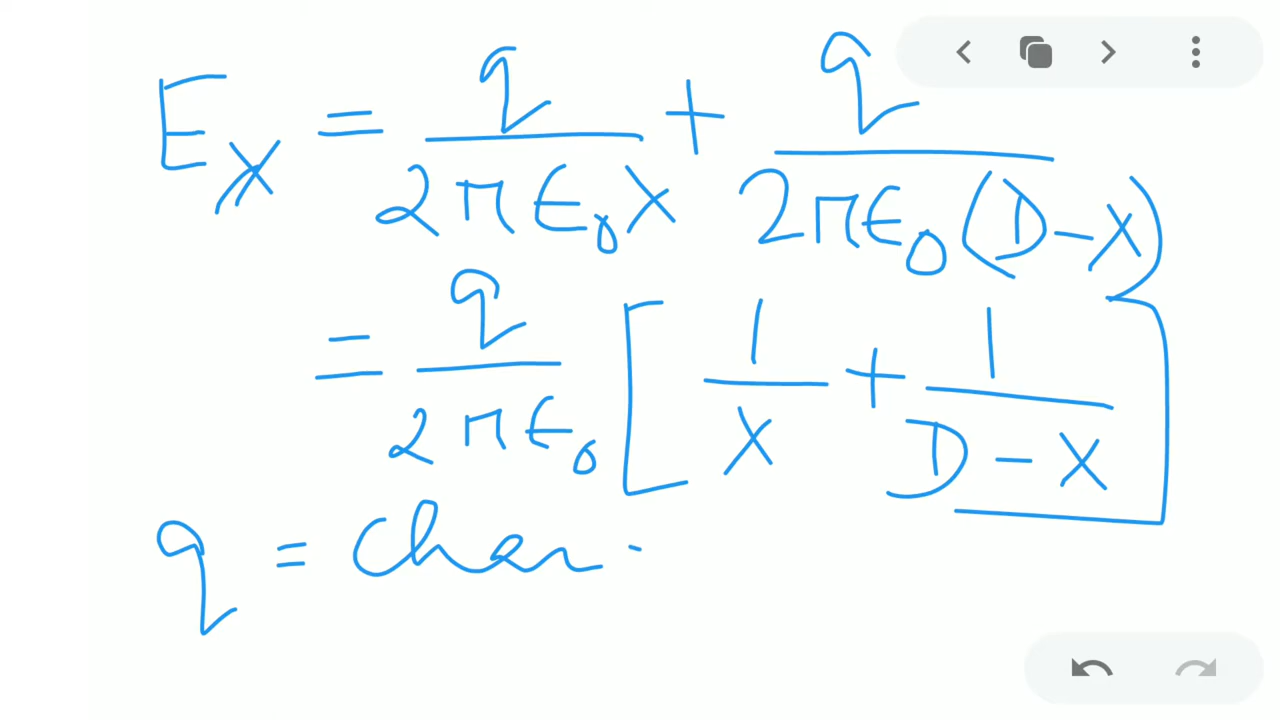 Eₓ = q/(2πε₀x) + q/(2πε₀(D-x))
= q/(2πε₀) [1/x + 1/(D-x)]
q = char